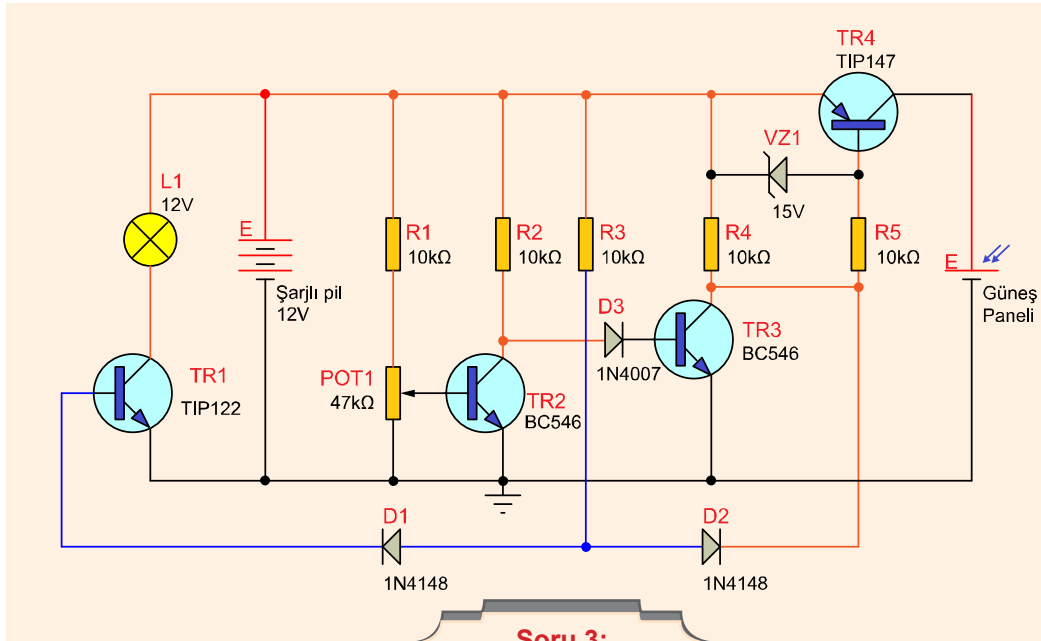 TR4
TIP147
VZ1
15V
L1
12V
E
Şarjlı pil
12V
R1
10kΩ
R2
10kΩ
R3
10kΩ
R4
10kΩ
R5
10kΩ
E
Güneş
Paneli
D3
1N4007
TR3
BC546
TR1
TIP122
POT1
47kΩ
TR2
BC546
D1
1N4148
D2
1N4148
Soru 3: